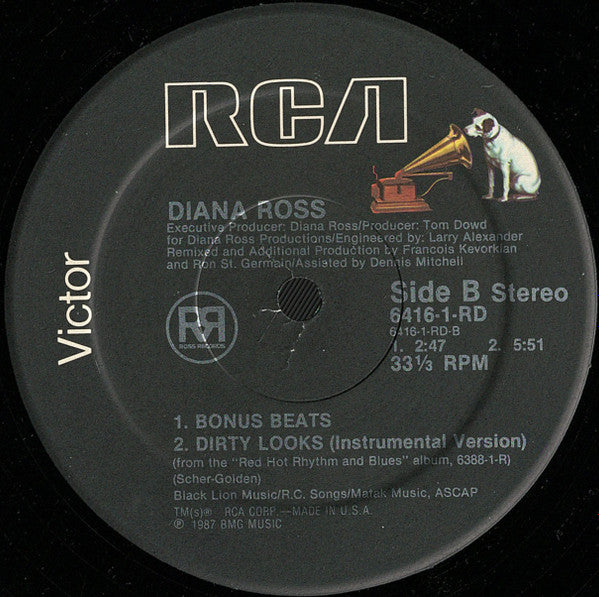 RCA
Victor
DIANA ROSS
Executive Producer: Diana Ross/Producer: Tom Dowd
for Diana Ross Productions/Engineered by: Larry Alexander
Remixed and Additional Production by Francois Kevorkian
and Ron St. Germain/Assisted by Dennis Mitchell
Side B Stereo
6416-1-RD
6416-1-RD-B
1. 2:47 2. 5:51
33⅓ RPM
RR
ROSS RECORDS
1. BONUS BEATS
2. DIRTY LOOKS (Instrumental Version)
(from the "Red Hot Rhythm and Blues" album, 6388-1-R)
(Scher-Golden)
Black Lion Music/R.C. Songs/Matak Music, ASCAP
TM(s)® RCA CORP.—MADE IN U.S.A.
℗ 1987 BMG MUSIC